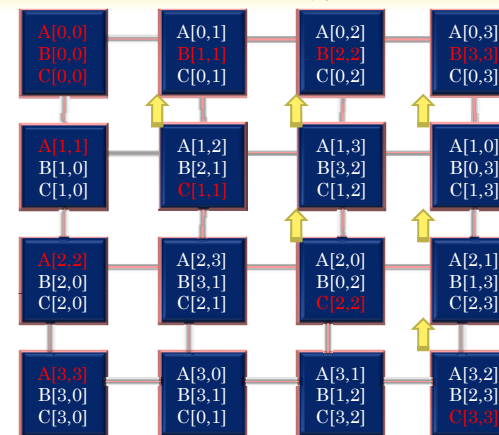 A[0,0]
B[0,0]
C[0,0]
A[0,1]
B[1,1]
C[0,1]
A[0,2]
B[2,2]
C[0,2]
A[0,3]
B[3,3]
C[0,3]
A[1,1]
B[1,0]
C[1,0]
A[1,2]
B[2,1]
C[1,1]
A[1,3]
B[3,2]
C[1,2]
A[1,0]
B[0,3]
C[1,3]
A[2,2]
B[2,0]
C[2,0]
A[2,3]
B[3,1]
C[2,1]
A[2,0]
B[0,2]
C[2,2]
A[2,1]
B[1,3]
C[2,3]
A[3,3]
B[3,0]
C[3,0]
A[3,0]
B[3,1]
C[0,1]
A[3,1]
B[1,2]
C[3,2]
A[3,2]
B[2,3]
C[3,3]